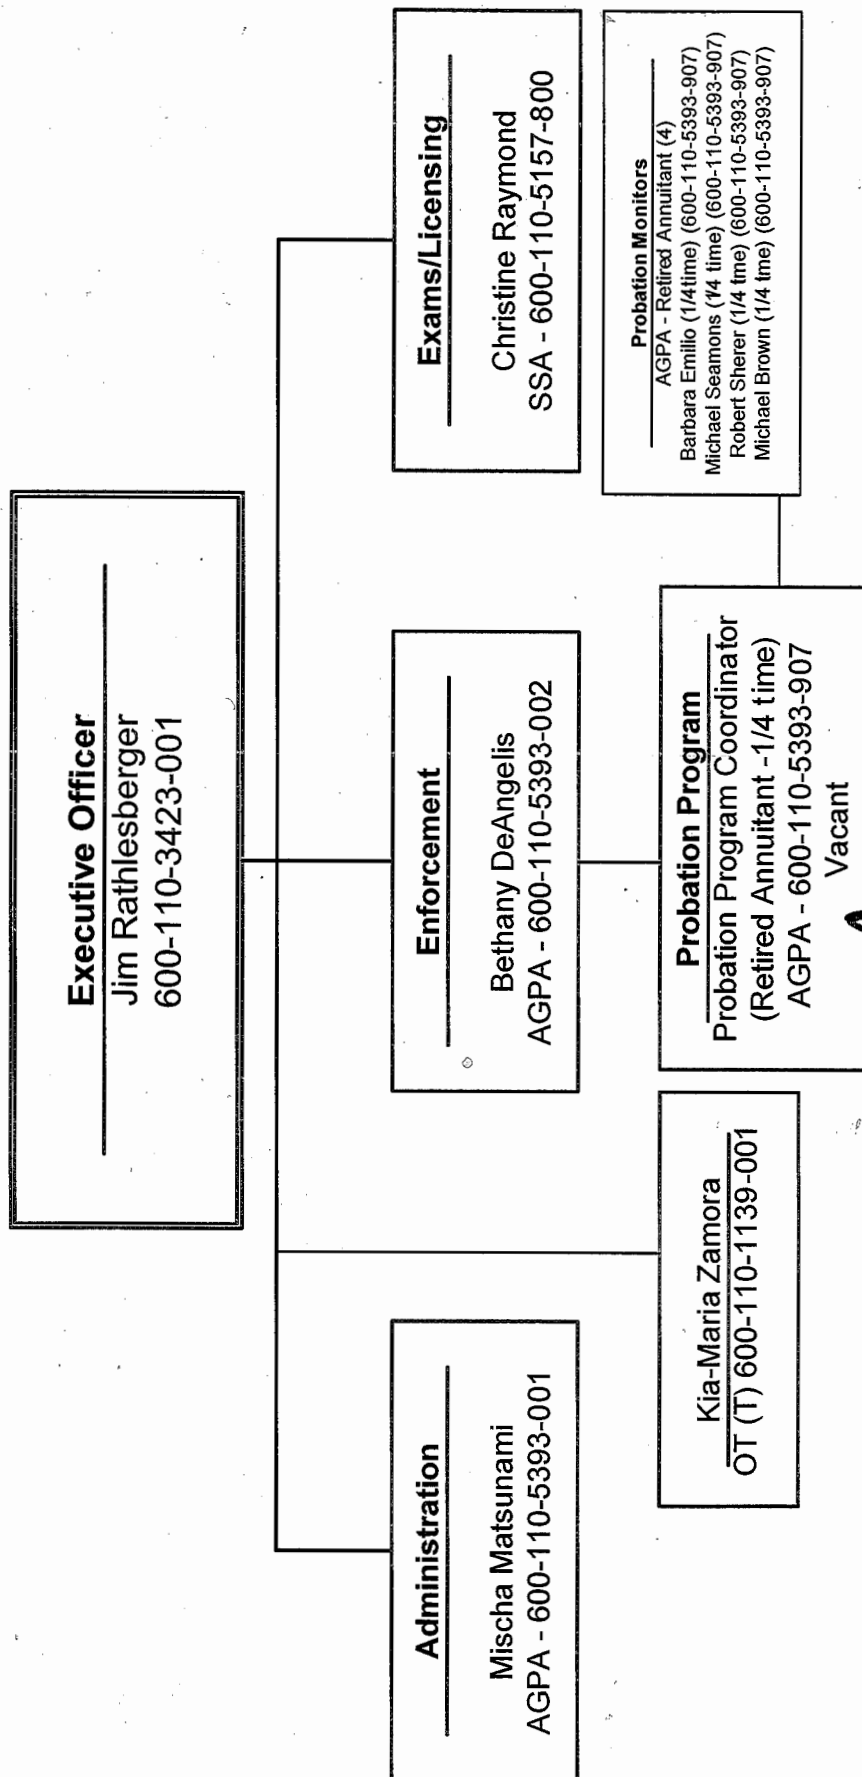 Executive Officer
Jim Rathlesberger
600-110-3423-001
Administration
Mischa Matsunami
AGPA - 600-110-5393-001
Enforcement
Bethany DeAngelis
AGPA - 600-110-5393-002
Exams/Licensing
Christine Raymond
SSA - 600-110-5157-800
Kia-Maria Zamora
OT (T) 600-110-1139-001
Probation Program
Probation Program Coordinator
(Retired Annuitant -1/4 time)
AGPA - 600-110-5393-907
Vacant
Probation Monitors
AGPA - Retired Annuitant (4)
Barbara Emilio (1/4time) (600-110-5393-907)
Michael Seamons (1/4 time) (600-110-5393-907)
Robert Sherer (1/4 tme) (600-110-5393-907)
Michael Brown (1/4 tme) (600-110-5393-907)